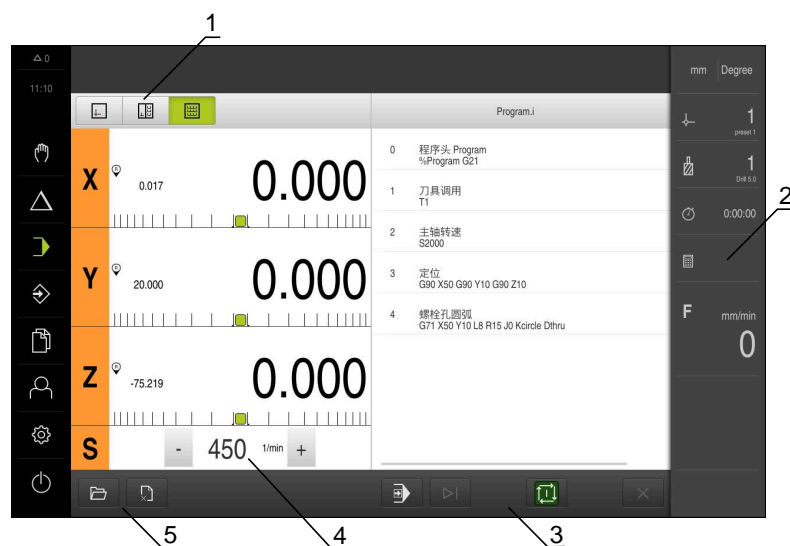 1
0
11:10
mm
Degree
Program.i
X
R
0.017
0.000
Y
R
20.000
0.000
Z
R
-75.219
0.000
S
-
450
1/min
+
0
程序头 Program
%Program G21
1
刀具调用
T1
2
主轴转速
S2000
3
定位
G90 X50 G90 Y10 G90 Z10
4
螺栓孔圆弧
G71 X50 Y10 L8 R15 J0 Kcircle Dthru
1
preset 1
1
Drill 5.0
0:00:00
F
mm/min
0
2
5
4
3